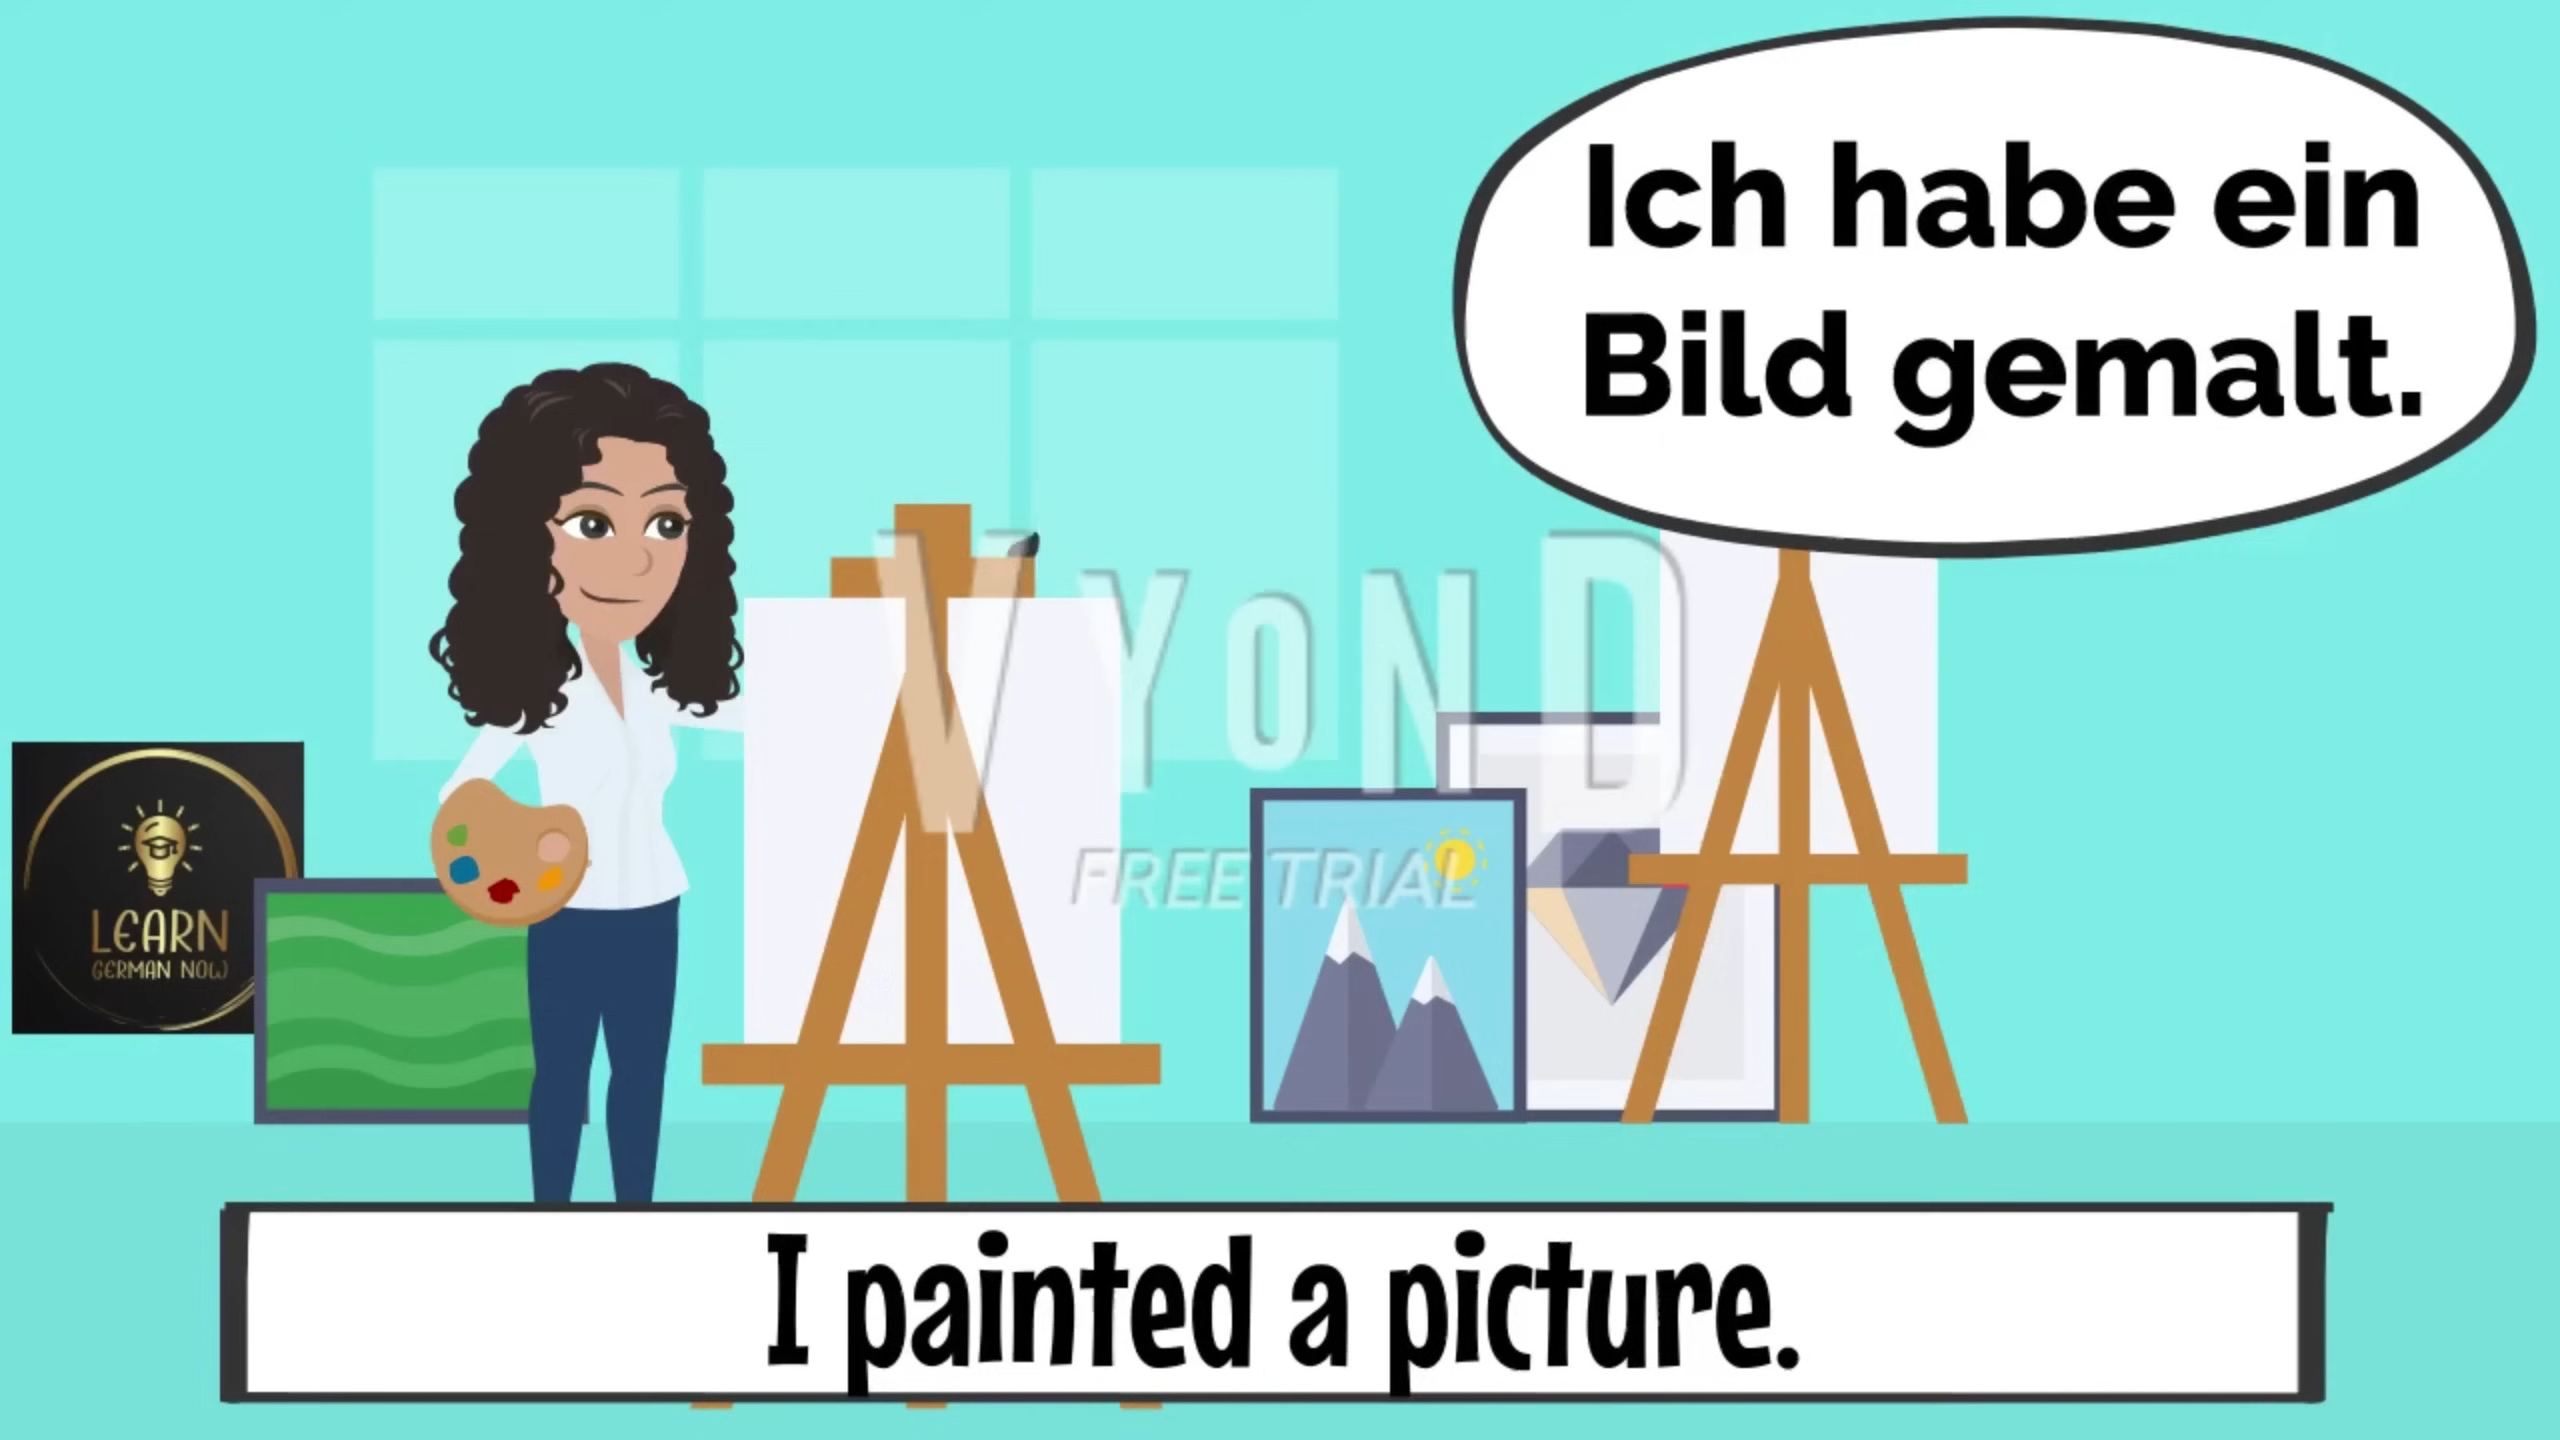 Ich habe ein
Bild gemalt.
VYOND
FREE TRIAL
LEARN
GERMAN NOW
I painted a picture.